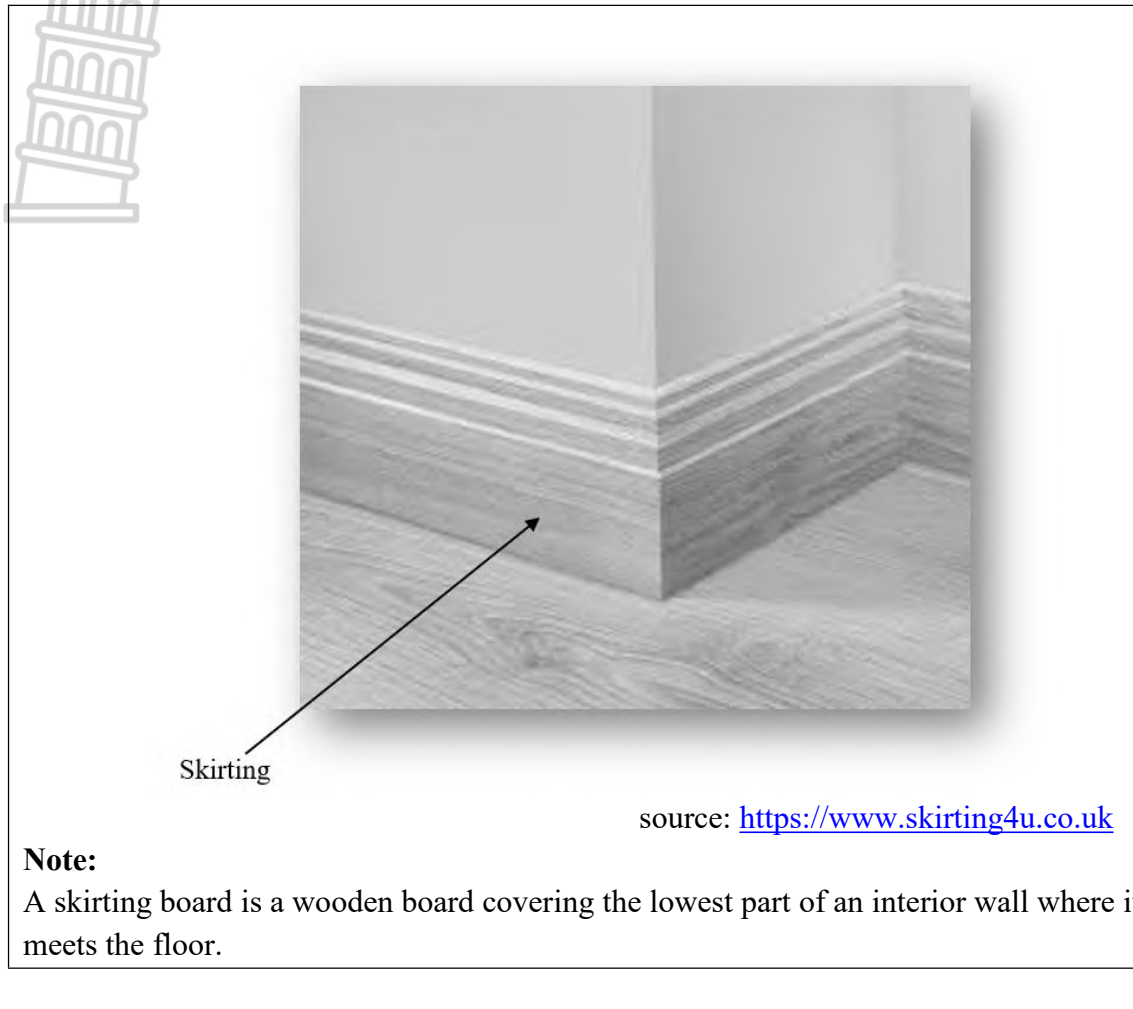 Skirting
source: https://www.skirting4u.co.uk
Note:
A skirting board is a wooden board covering the lowest part of an interior wall where
meets the floor.